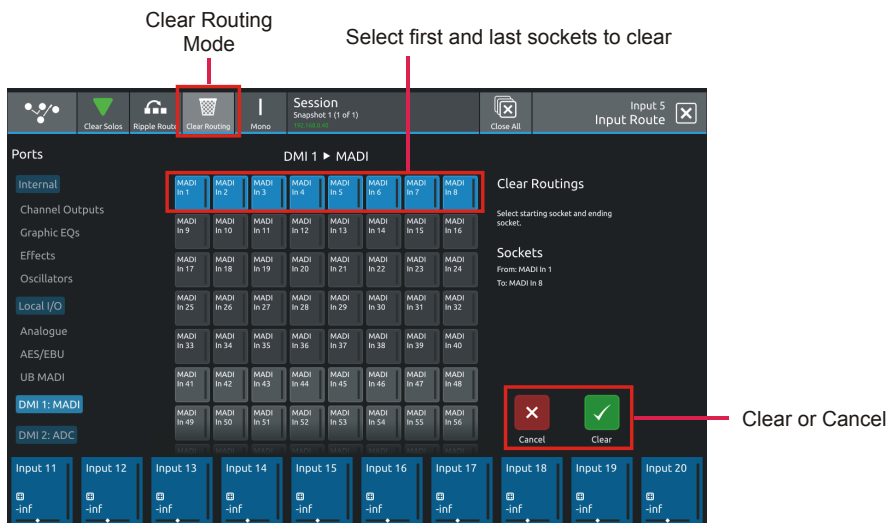 Clear Routing
Mode
Select first and last sockets to clear
Clear Solos
Ripple Route
Clear Routing
Mono
Session
Snapshot 1 (1 of 1)
Close All
Input 5
Input Route
Ports
DMI 1 ► MADI
Internal
Channel Outputs
Graphic EQs
Effects
Oscillators
Local I/O
Analogue
AES/EBU
UB MADI
DMI 1: MADI
DMI 2: ADC
MADI In 1
MADI In 2
MADI In 3
MADI In 4
MADI In 5
MADI In 6
MADI In 7
MADI In 8
MADI In 9
MADI In 10
MADI In 11
MADI In 12
MADI In 13
MADI In 14
MADI In 15
MADI In 16
MADI In 17
MADI In 18
MADI In 19
MADI In 20
MADI In 21
MADI In 22
MADI In 23
MADI In 24
MADI In 25
MADI In 26
MADI In 27
MADI In 28
MADI In 29
MADI In 30
MADI In 31
MADI In 32
MADI In 33
MADI In 34
MADI In 35
MADI In 36
MADI In 37
MADI In 38
MADI In 39
MADI In 40
MADI In 41
MADI In 42
MADI In 43
MADI In 44
MADI In 45
MADI In 46
MADI In 47
MADI In 48
MADI In 49
MADI In 50
MADI In 51
MADI In 52
MADI In 53
MADI In 54
MADI In 55
MADI In 56
Clear Routings
Select starting socket and ending
socket.
Sockets
From: MADI In 1
To: MADI In 8
Cancel
Clear
Clear or Cancel
Input 11
-inf
Input 12
-inf
Input 13
-inf
Input 14
-inf
Input 15
-inf
Input 16
-inf
Input 17
-inf
Input 18
-inf
Input 19
-inf
Input 20
-inf